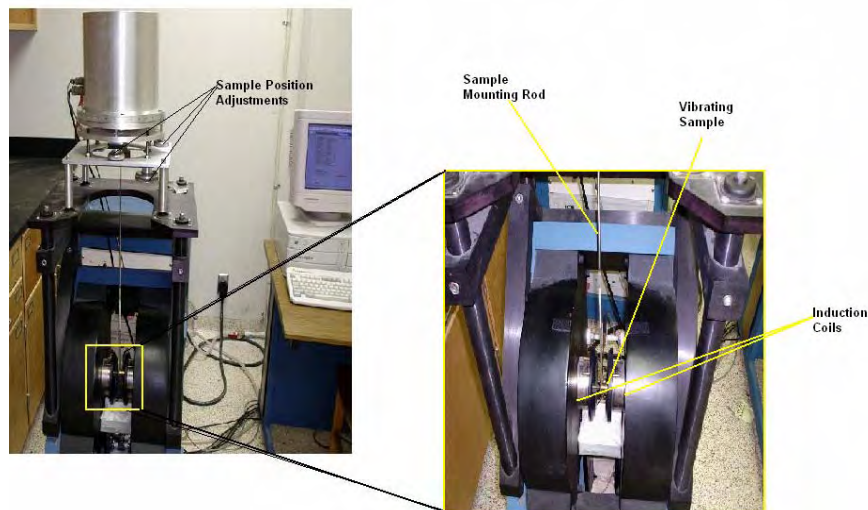 Sample Position
Adjustments
Sample
Mounting Rod
Vibrating
Sample
Induction
Coils